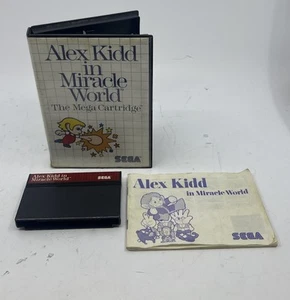 Alex Kidd
in
Miracle
World
The Mega Cartridge
SEGA
Alex Kidd in
Miracle World
SEGA
Alex Kidd
in Miracle World
SEGA